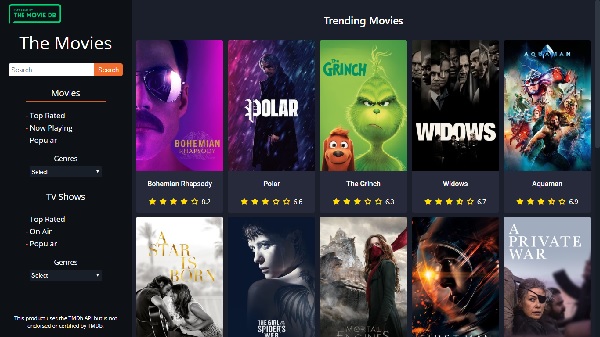 THE MOVIE DB
The Movies
Search
Search
Movies
- Top Rated
- Now Playing
- Popular
Genres
Select
TV Shows
- Top Rated
- On Air
- Popular
Genres
Select
This product uses the TMDb API but is not
endorsed or certified by TMDb.
Trending Movies
BOHEMIAN
RHAPSODY
Bohemian Rhapsody
8.2
POLAR
Polar
6.6
the
GRINCH
The Grinch
6.3
WIDOWS
Widows
6.7
AQUAMAN
Aquaman
6.9
A
STAR
IS
BORN
THE GIRL IN THE
SPIDER'S
WEB
MORTAL
ENGINES
FIRST MAN
A
PRIVATE
WAR